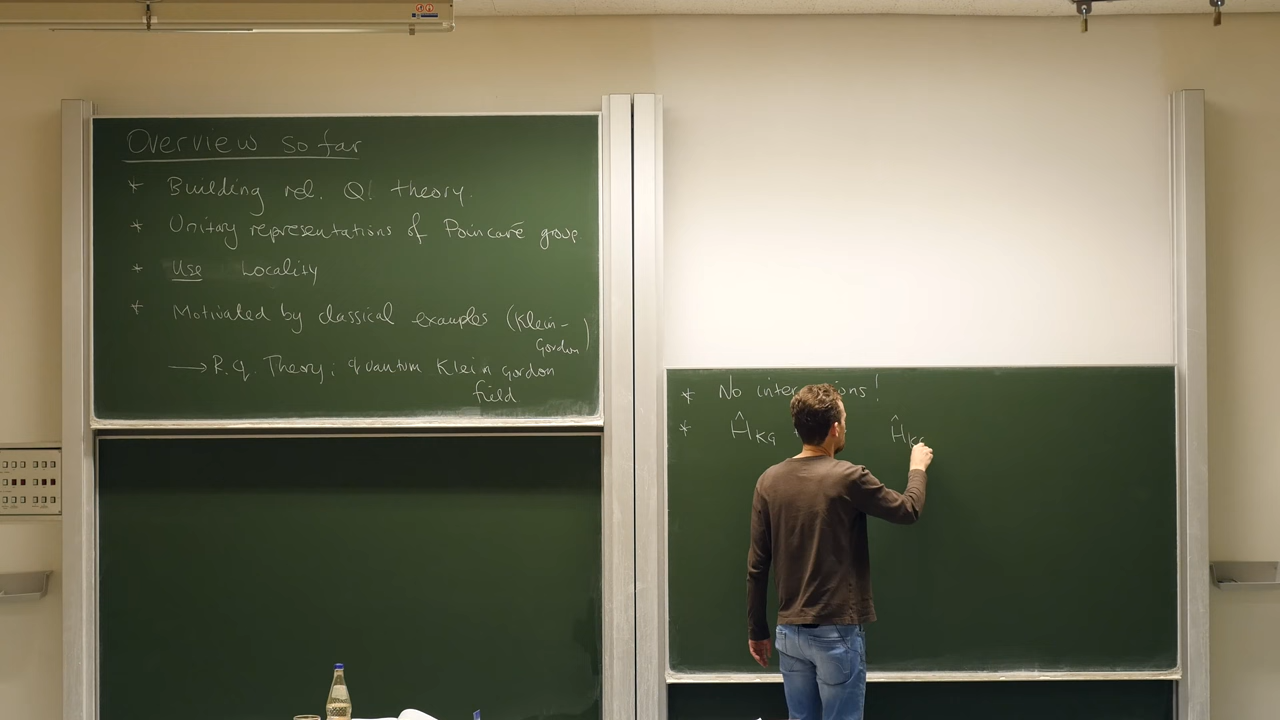 Overview so far
* Building rel. Q! theory.
* Unitary representations of Poincaré group
* Use Locality
* Motivated by classical examples (Klein-
Gordon)
→ R.q. Theory: quantum Klein gordon
field
* No
* Ĥ_KG Ĥ_KG